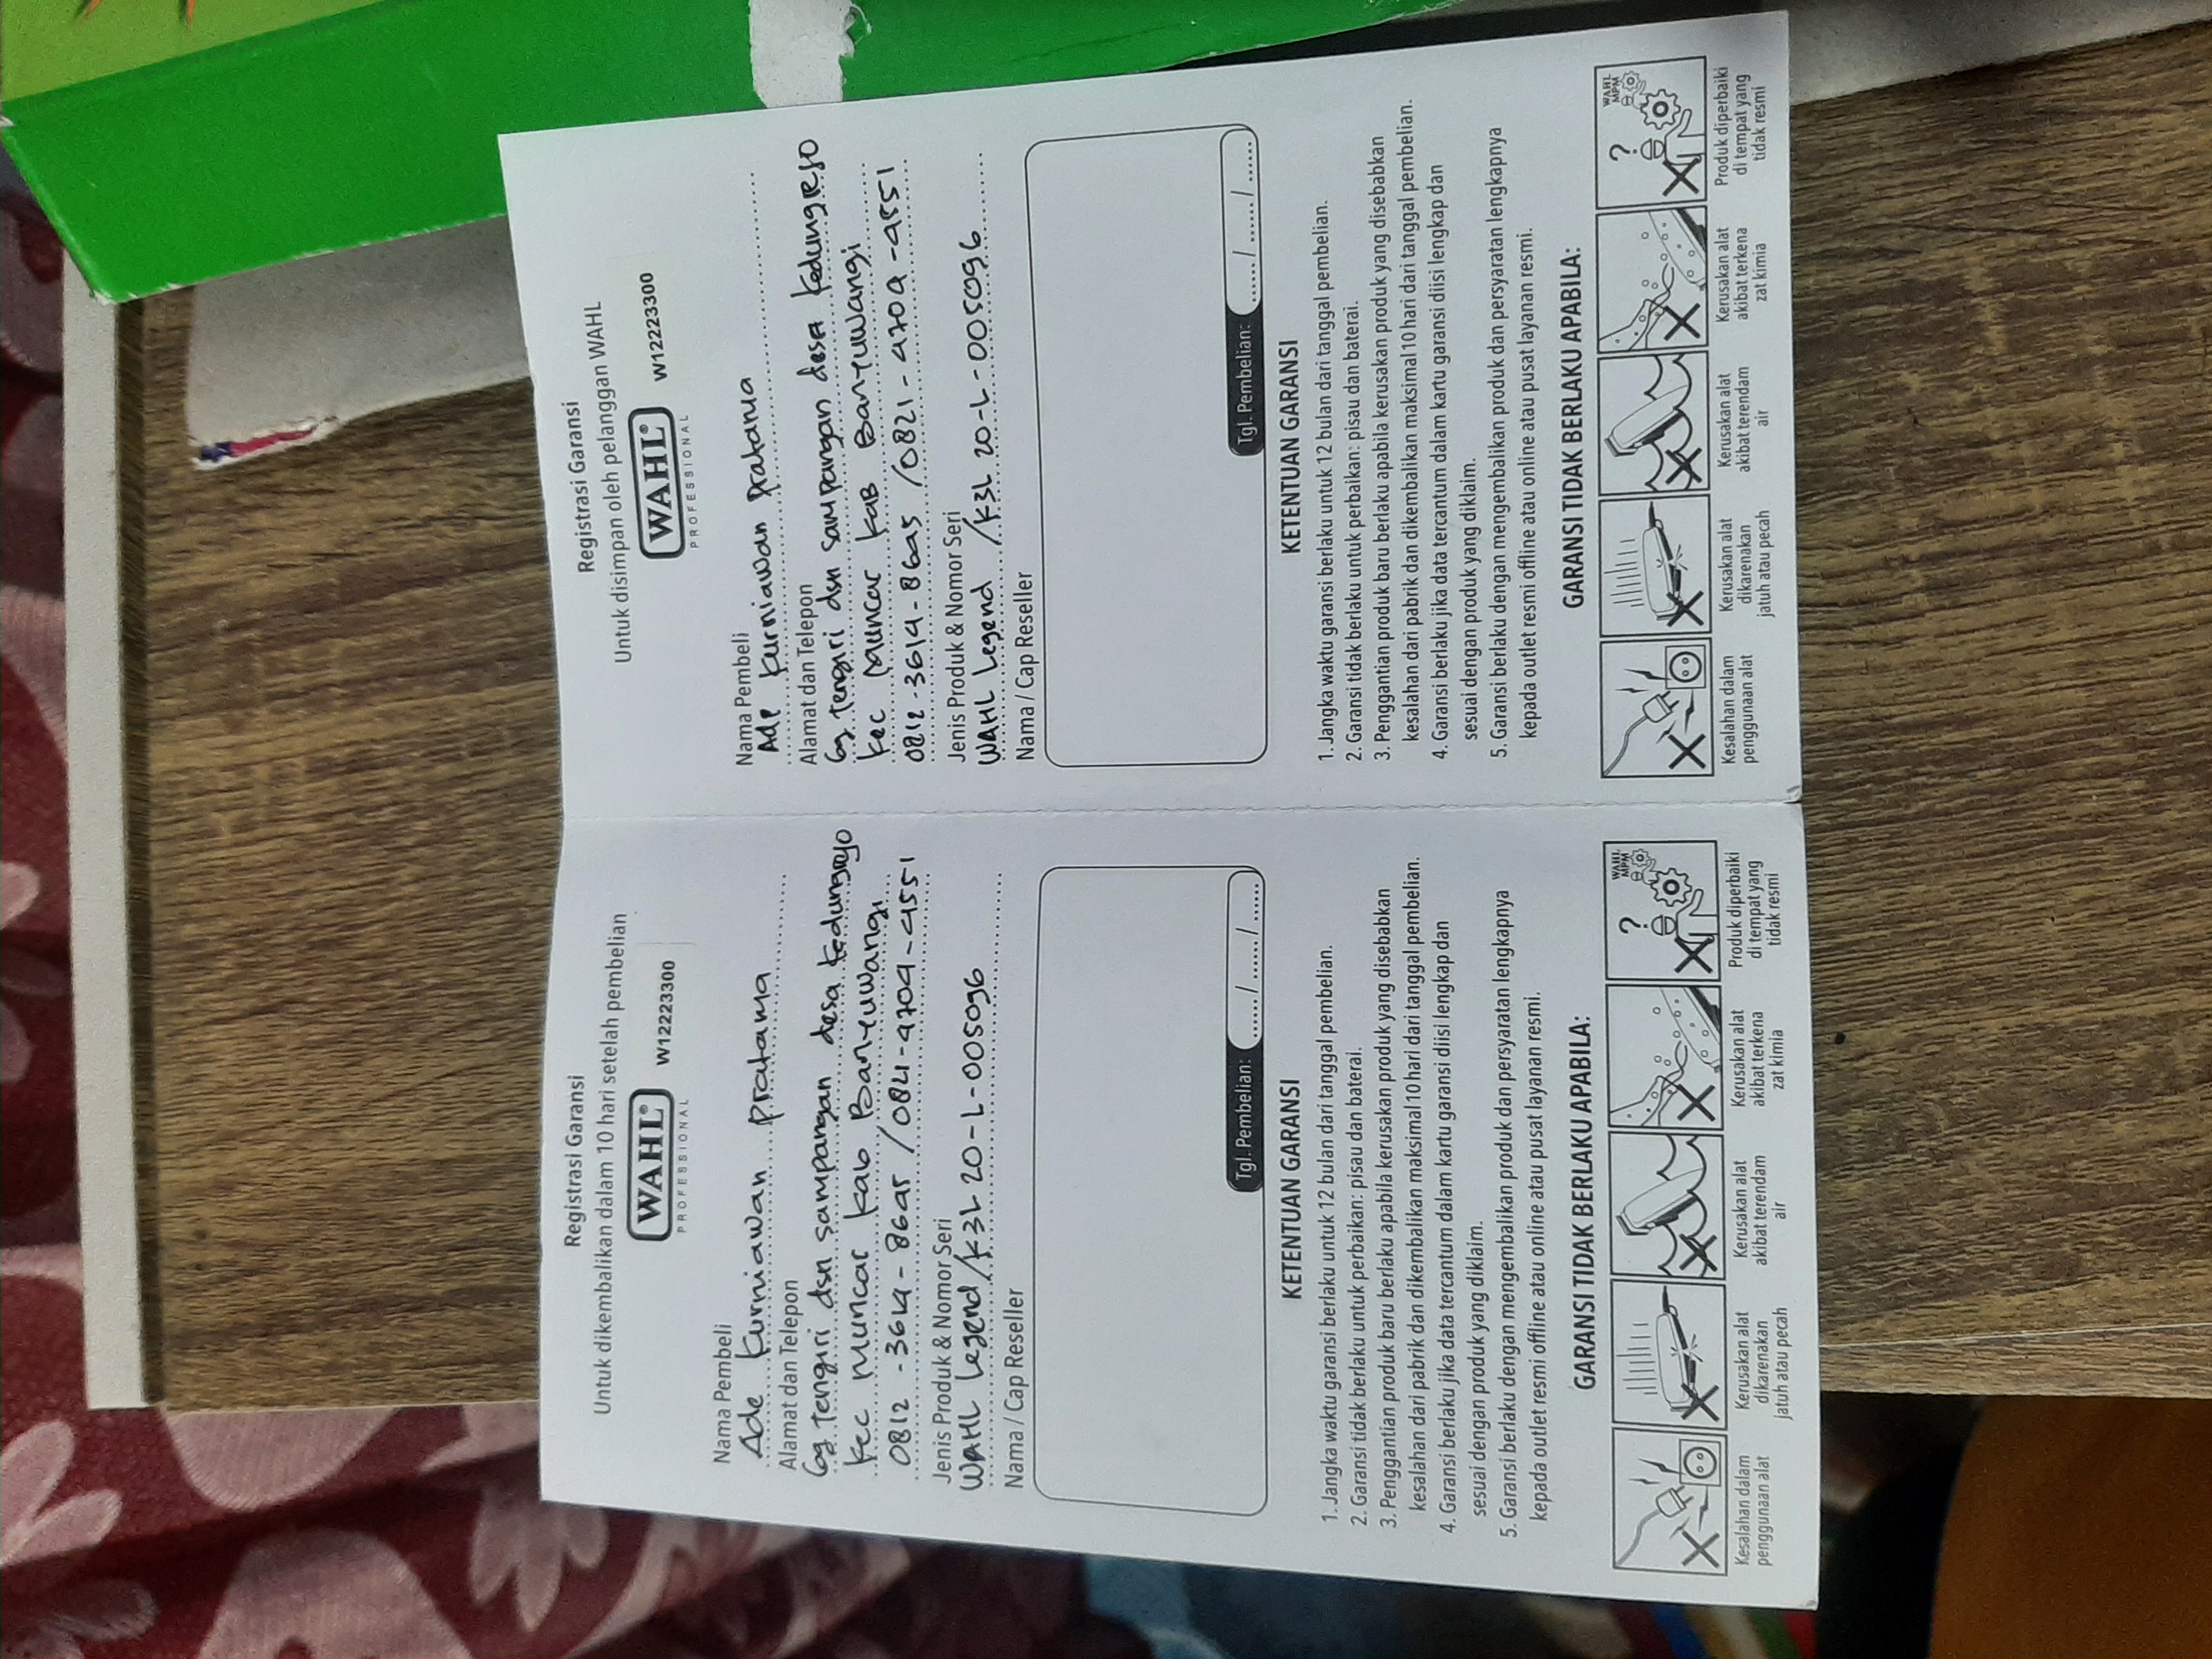 Registrasi Garansi
Untuk dikembalikan dalam 10 hari setelah pembelian
WAHL® W12223300
PROFESSIONAL
Nama Pembeli
Ade Kurniawan pratama
Alamat dan Telepon
Gg tengiri dsn sampangan desa kedungrejo
kec muncar kab Banyuwangi
0812 -3614- 8645 /0821-4704-4551
Jenis Produk & Nomor Seri
WAHL Legend /K3L 20-L-005096
Nama / Cap Reseller
Tgl. Pembelian: ...... / ...... / ......
KETENTUAN GARANSI
1. Jangka waktu garansi berlaku untuk 12 bulan dari tanggal pembelian.
2. Garansi tidak berlaku untuk perbaikan: pisau dan baterai.
3. Penggantian produk baru berlaku apabila kerusakan produk yang disebabkan
kesalahan dari pabrik dan dikembalikan maksimal 10 hari dari tanggal pembelian.
4. Garansi berlaku jika data tercantum dalam kartu garansi diisi lengkap dan
sesuai dengan produk yang diklaim.
5. Garansi berlaku dengan mengembalikan produk dan persyaratan lengkapnya
kepada outlet resmi offline atau online atau pusat layanan resmi.
GARANSI TIDAK BERLAKU APABILA:
?
WAHL
MPM
Kesalahan dalam
penggunaan alat
Kerusakan alat
dikarenakan
jatuh atau pecah
Kerusakan alat
akibat terendam
air
Kerusakan alat
akibat terkena
zat kimia
Produk diperbaiki
di tempat yang
tidak resmi
Registrasi Garansi
Untuk disimpan oleh pelanggan WAHL
WAHL® W12223300
PROFESSIONAL
Nama Pembeli
Ade kurniawan pratama
Alamat dan Telepon
Gg tengiri dsn sampangan desa kedungrejo
kec Muncar kaB Banyuwangi
0812-3614-8645 /0821-4704-4551
Jenis Produk & Nomor Seri
WAHL Legend /K3L 20-L-005096
Nama / Cap Reseller
Tgl. Pembelian: ...... / ...... / ......
KETENTUAN GARANSI
1. Jangka waktu garansi berlaku untuk 12 bulan dari tanggal pembelian.
2. Garansi tidak berlaku untuk perbaikan: pisau dan baterai.
3. Penggantian produk baru berlaku apabila kerusakan produk yang disebabkan
kesalahan dari pabrik dan dikembalikan maksimal 10 hari dari tanggal pembelian.
4. Garansi berlaku jika data tercantum dalam kartu garansi diisi lengkap dan
sesuai dengan produk yang diklaim.
5. Garansi berlaku dengan mengembalikan produk dan persyaratan lengkapnya
kepada outlet resmi offline atau online atau pusat layanan resmi.
GARANSI TIDAK BERLAKU APABILA:
?
WAHL
MPM
Kesalahan dalam
penggunaan alat
Kerusakan alat
dikarenakan
jatuh atau pecah
Kerusakan alat
akibat terendam
air
Kerusakan alat
akibat terkena
zat kimia
Produk diperbaiki
di tempat yang
tidak resmi